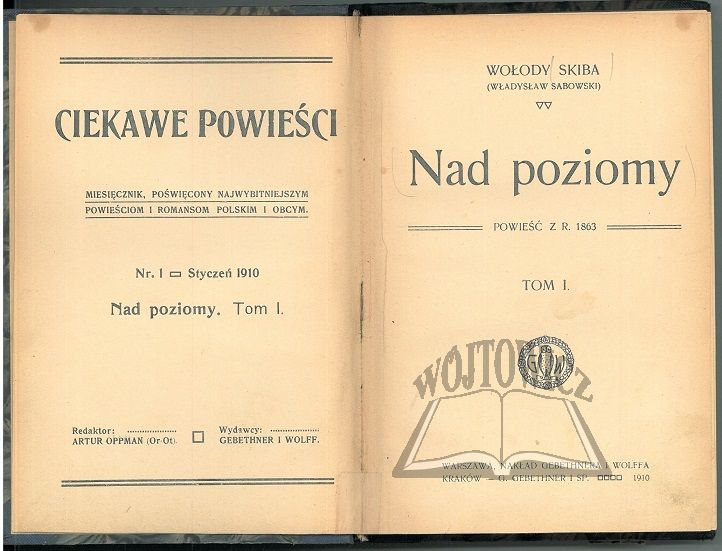 CIEKAWE POWIEŚCI
MIESIĘCZNIK, POŚWIĘCONY NAJWYBITNIEJSZYM
POWIEŚCIOM I ROMANSOM POLSKIM I OBCYM.
Nr. 1 Styczeń 1910
Nad poziomy. Tom I.
Redaktor: ....................
ARTUR OPPMAN (Or-Ot).
Wydawcy: ....................
GEBETHNER I WOLFF.
WOŁODY SKIBA
(WŁADYSŁAW SABOWSKI)
Nad poziomy
POWIEŚĆ Z R. 1863
TOM I.
G W
WÓJTOWICZ
WARSZAWA, NAKŁAD GEBETHNERA I WOLFFA
KRAKÓW – G. GEBETHNER I SP. 1910